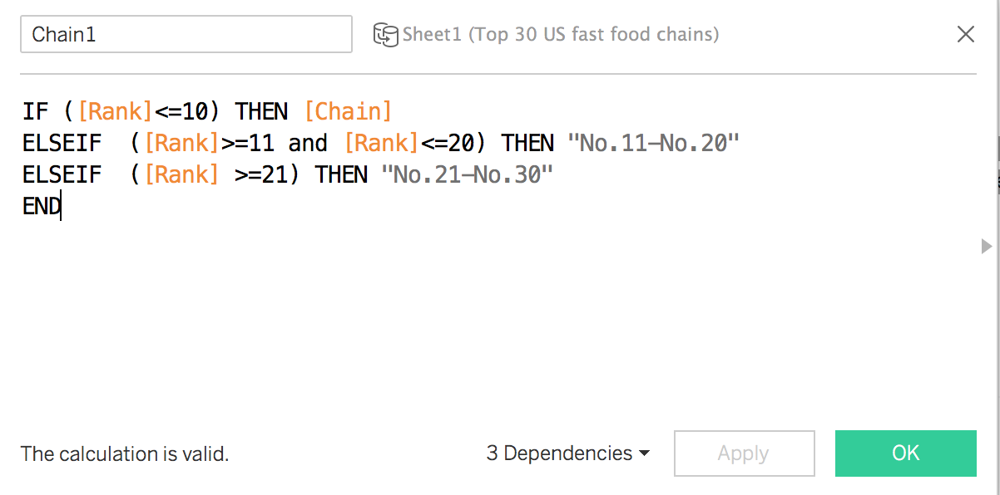 Chain1
Sheet1 (Top 30 US fast food chains)
IF ([Rank]<=10) THEN [Chain]
ELSEIF  ([Rank]>=11 and [Rank]<=20) THEN "No.11—No.20"
ELSEIF  ([Rank] >=21) THEN "No.21—No.30"
END
The calculation is valid.
3 Dependencies
Apply
OK